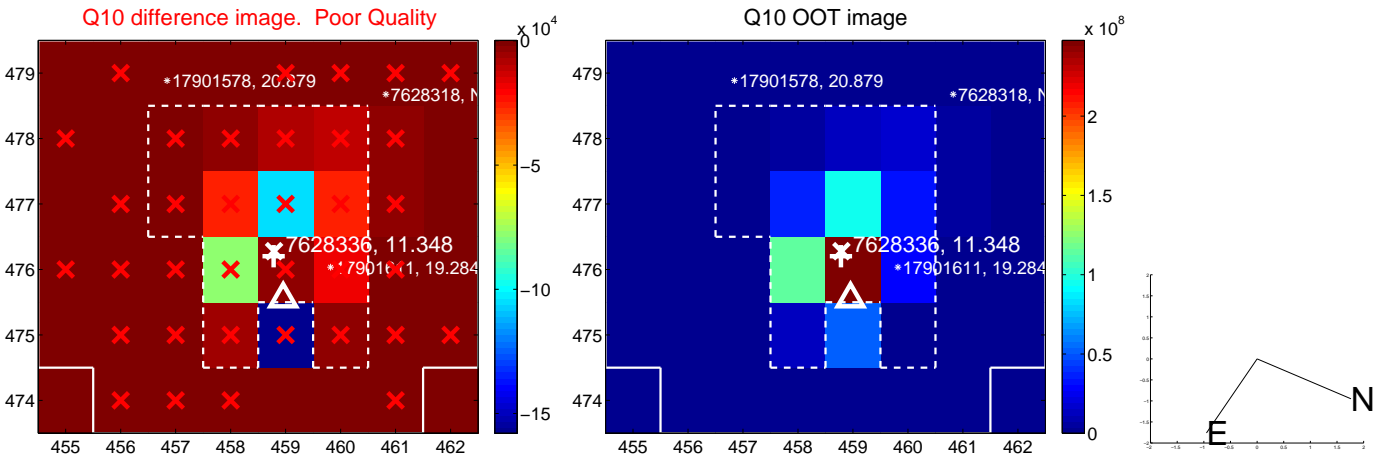 Q10 difference image.  Poor Quality
Q10 OOT image
x 10^4
x 10^8
479
478
477
476
475
474
455 456 457 458 459 460 461 462
*17901578, 20.879
*7628318, N
7628336, 11.348
*17901611, 19.284
0
−5
−10
−15
479
478
477
476
475
474
455 456 457 458 459 460 461 462
*17901578, 20.879
*7628318, N
7628336, 11.348
*17901611, 19.284
2
1.5
1
0.5
0
N
E